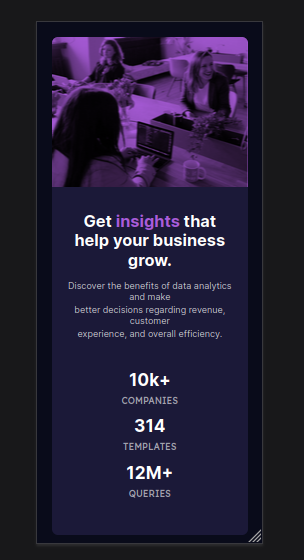 Get insights that
help your business
grow.
Discover the benefits of data analytics
and make
better decisions regarding revenue,
customer
experience, and overall efficiency.
10k+
COMPANIES
314
TEMPLATES
12M+
QUERIES